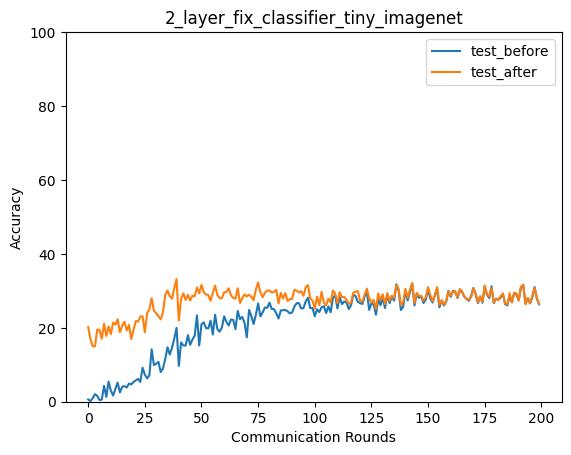 2_layer_fix_classifier_tiny_imagenet
100
80
60
40
20
0
Accuracy
test_before
test_after
0 25 50 75 100 125 150 175 200
Communication Rounds